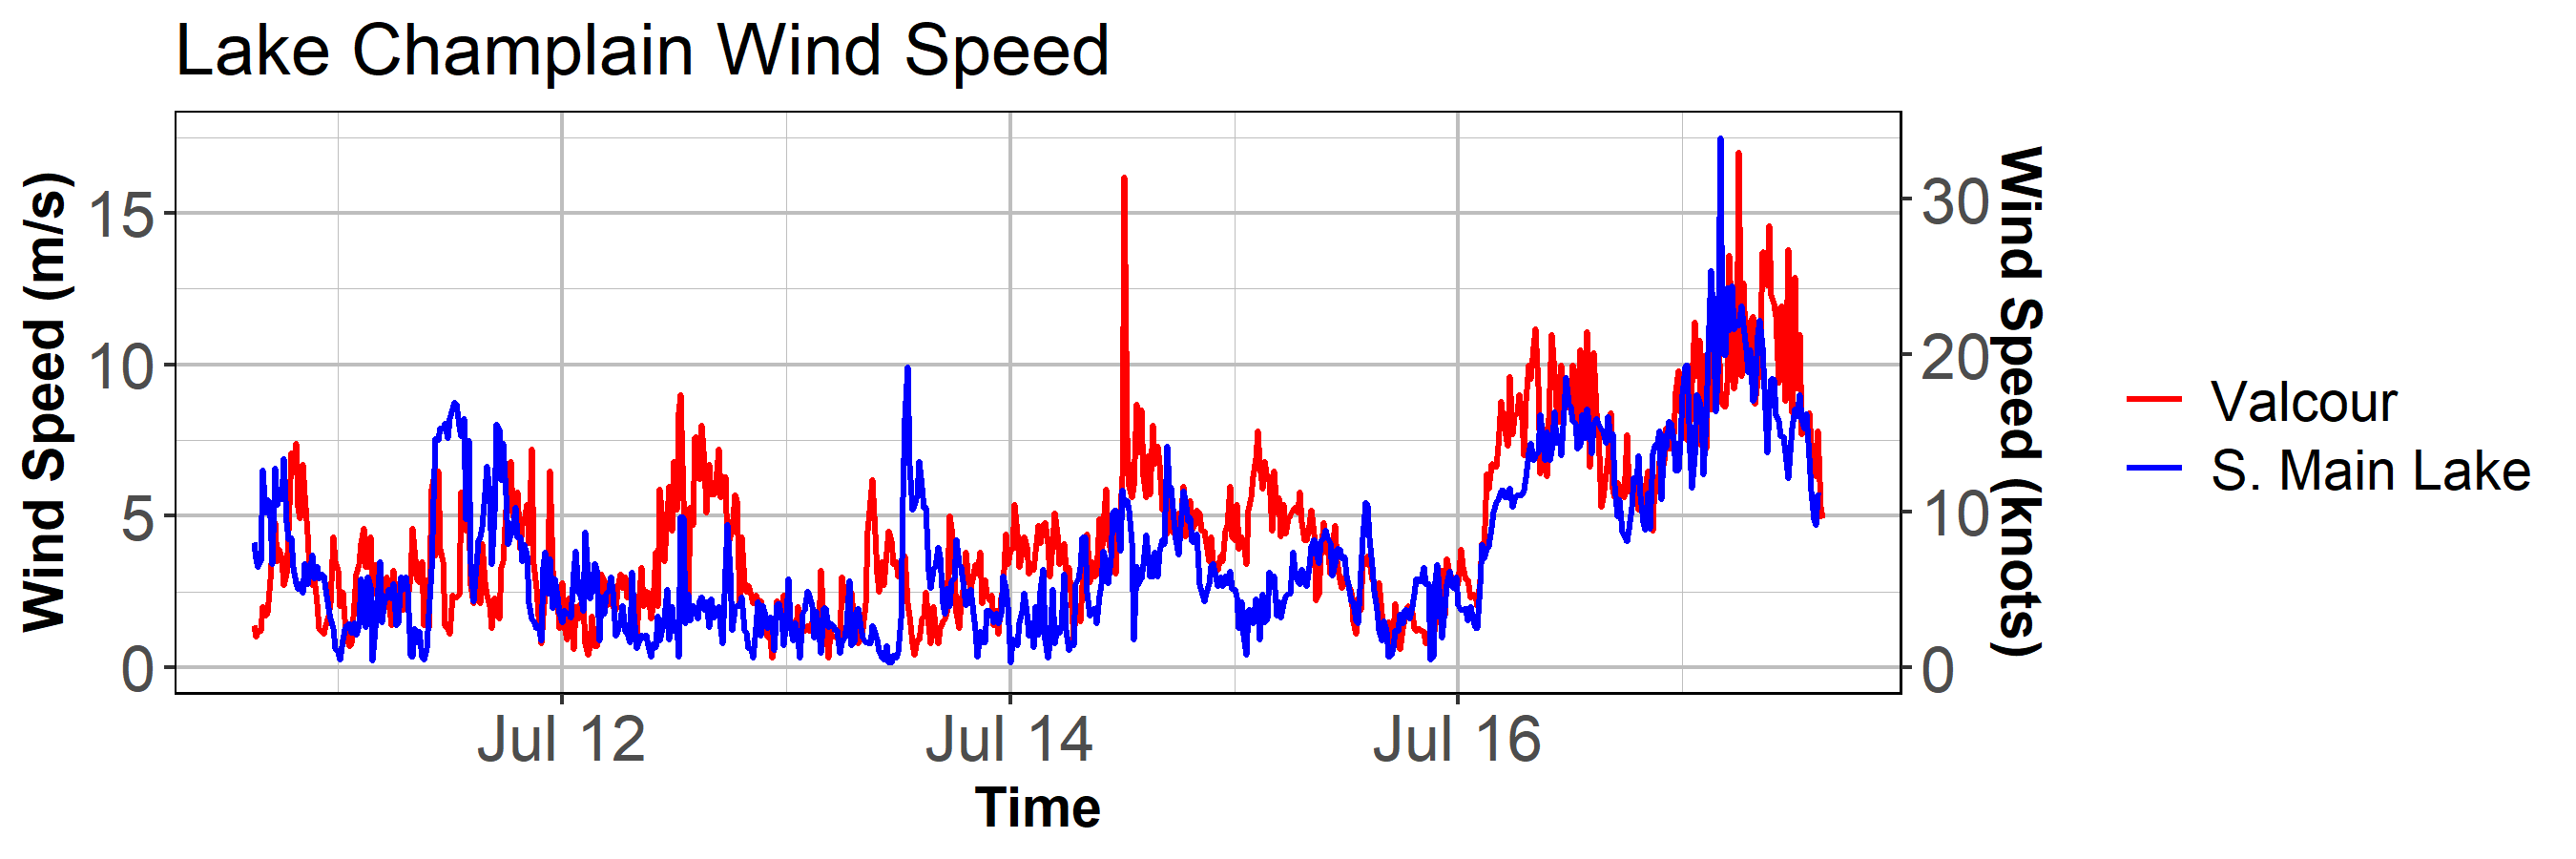 Lake Champlain Wind Speed
Wind Speed (m/s)
15
10
5
0
30
20
10
0
Wind Speed (knots)
Jul 12
Jul 14
Jul 16
Time
Valcour
S. Main Lake